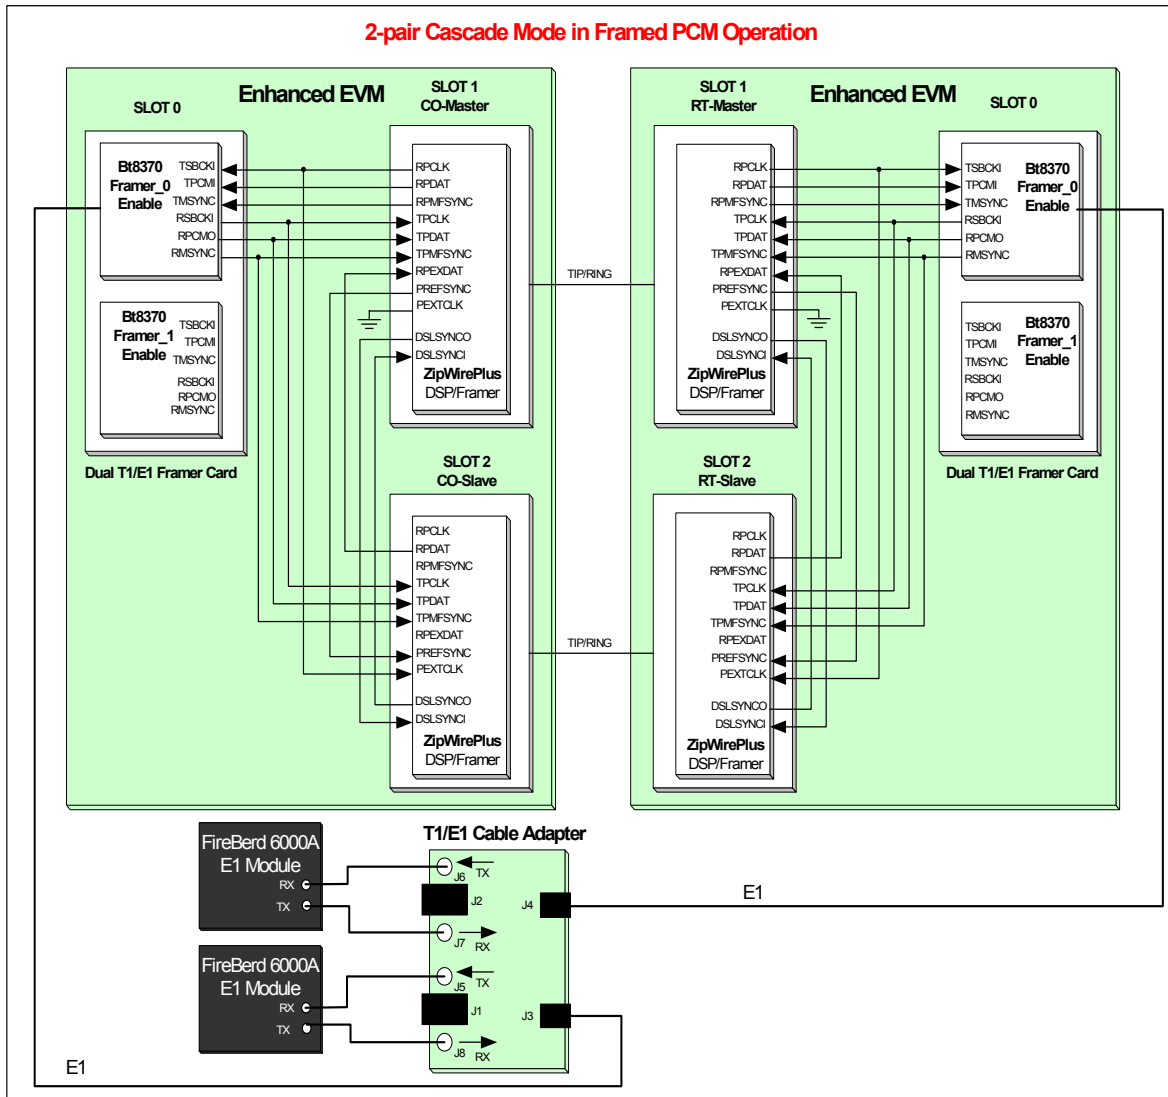 2-pair Cascade Mode in Framed PCM Operation
Enhanced EVM
SLOT 0
Bt8370
Framer_0
Enable
TSBCKI
TPCMI
TMSYNC
RSBCKI
RPCMO
RMSYNC
Bt8370
Framer_1
Enable
TSBCKI
TPCMI
TMSYNC
RSBCKI
RPCMO
RMSYNC
Dual T1/E1 Framer Card
SLOT 1
CO-Master
RPCLK
RPDAT
RPMFSYNC
TPCLK
TPDAT
TPMFSYNC
RPEXDAT
PREFSYNC
PEXTCLK
DSLSYNCO
DSLSYNCI
ZipWirePlus
DSP/Framer
SLOT 2
CO-Slave
RPCLK
RPDAT
RPMFSYNC
TPCLK
TPDAT
TPMFSYNC
RPEXDAT
PREFSYNC
PEXTCLK
DSLSYNCO
DSLSYNCI
ZipWirePlus
DSP/Framer
TIP/RING
TIP/RING
SLOT 1
RT-Master
RPCLK
RPDAT
RPMFSYNC
TPCLK
TPDAT
TPMFSYNC
RPEXDAT
PREFSYNC
PEXTCLK
DSLSYNCO
DSLSYNCI
ZipWirePlus
DSP/Framer
SLOT 2
RT-Slave
RPCLK
RPDAT
RPMFSYNC
TPCLK
TPDAT
TPMFSYNC
RPEXDAT
PREFSYNC
PEXTCLK
DSLSYNCO
DSLSYNCI
ZipWirePlus
DSP/Framer
Enhanced EVM
SLOT 0
TSBCKI
TPCMI
TMSYNC
RSBCKI
RPCMO
RMSYNC
Bt8370
Framer_0
Enable
TSBCKI
TPCMI
TMSYNC
RSBCKI
RPCMO
RMSYNC
Bt8370
Framer_1
Enable
Dual T1/E1 Framer Card
FireBerd 6000A
E1 Module
RX
TX
FireBerd 6000A
E1 Module
RX
TX
T1/E1 Cable Adapter
J6
TX
J2
J7
RX
J5
TX
J1
J8
RX
J4
J3
E1
E1